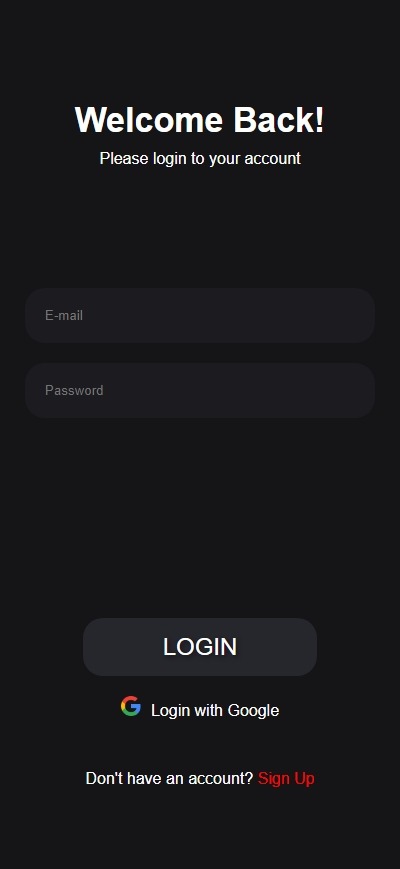 Welcome Back!
Please login to your account
E-mail
Password
LOGIN
Login with Google
Don't have an account? Sign Up